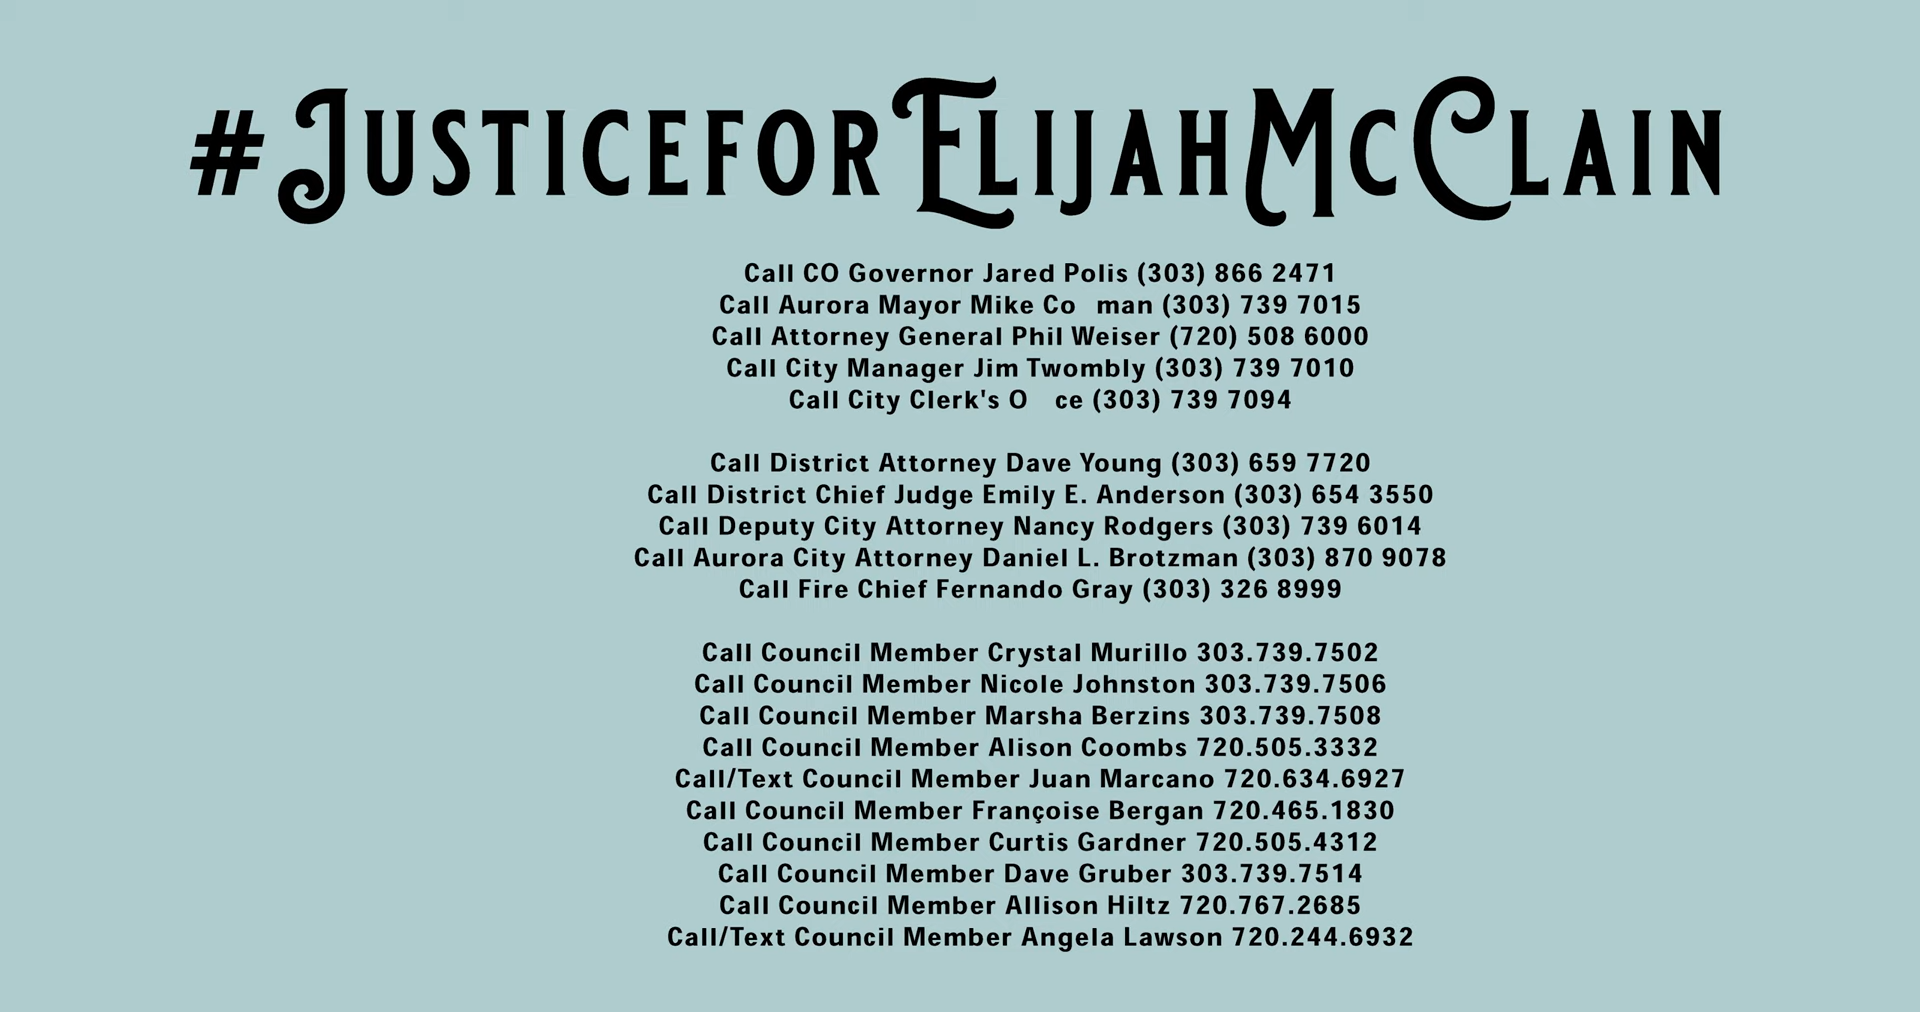 #JusticeforElijahMcClain
Call CO Governor Jared Polis (303) 866 2471
Call Aurora Mayor Mike Co man (303) 739 7015
Call Attorney General Phil Weiser (720) 508 6000
Call City Manager Jim Twombly (303) 739 7010
Call City Clerk's O ce (303) 739 7094
Call District Attorney Dave Young (303) 659 7720
Call District Chief Judge Emily E. Anderson (303) 654 3550
Call Deputy City Attorney Nancy Rodgers (303) 739 6014
Call Aurora City Attorney Daniel L. Brotzman (303) 870 9078
Call Fire Chief Fernando Gray (303) 326 8999
Call Council Member Crystal Murillo 303.739.7502
Call Council Member Nicole Johnston 303.739.7506
Call Council Member Marsha Berzins 303.739.7508
Call Council Member Alison Coombs 720.505.3332
Call/Text Council Member Juan Marcano 720.634.6927
Call Council Member Françoise Bergan 720.465.1830
Call Council Member Curtis Gardner 720.505.4312
Call Council Member Dave Gruber 303.739.7514
Call Council Member Allison Hiltz 720.767.2685
Call/Text Council Member Angela Lawson 720.244.6932